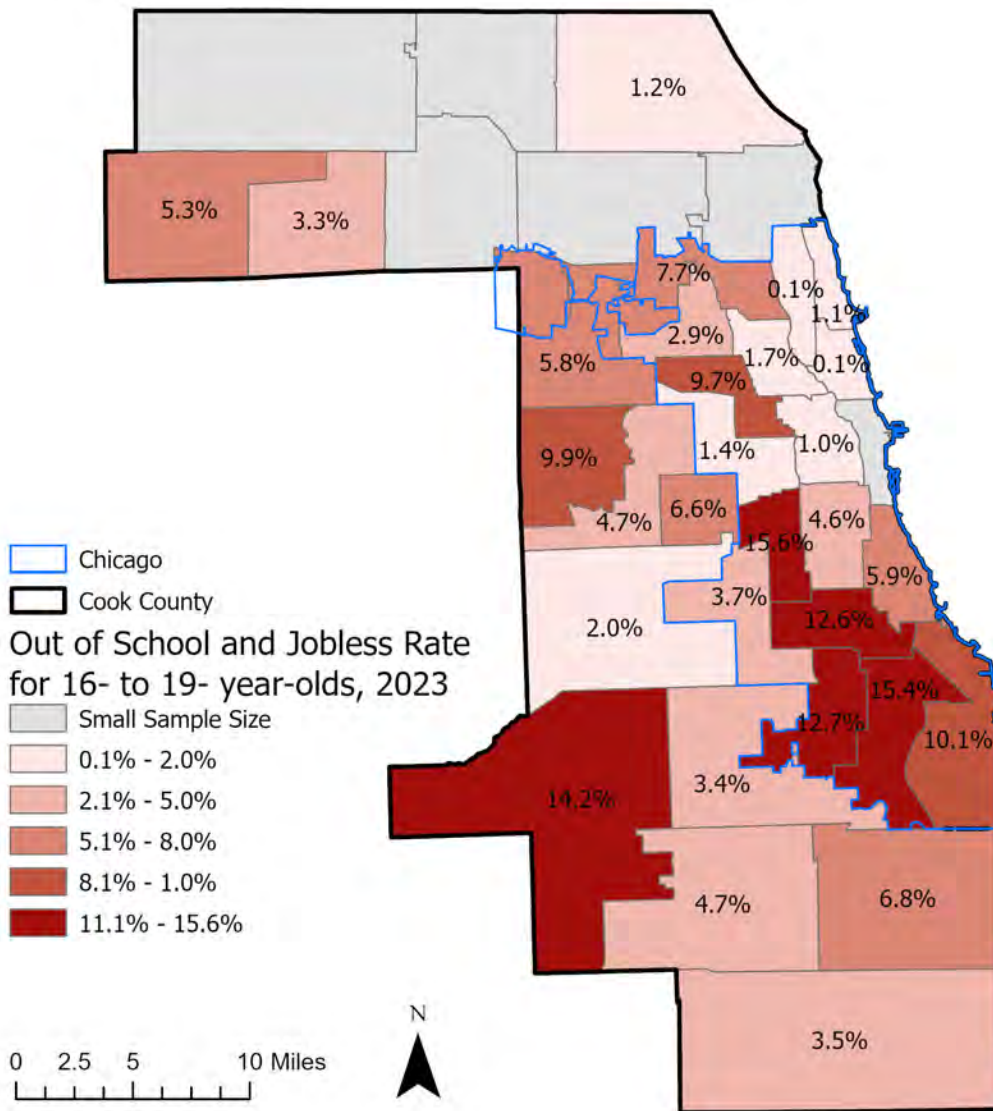 1.2%
5.3%
3.3%
7.7%
0.1%
1.1%
2.9%
1.7%
0.1%
5.8%
9.7%
9.9%
1.4%
1.0%
4.7%
6.6%
15.6%
4.6%
5.9%
3.7%
2.0%
12.6%
15.4%
12.7%
10.1%
14.2%
3.4%
4.7%
6.8%
3.5%
Chicago
Cook County
Out of School and Jobless Rate
for 16- to 19- year-olds, 2023
Small Sample Size
0.1% - 2.0%
2.1% - 5.0%
5.1% - 8.0%
8.1% - 1.0%
11.1% - 15.6%
N
0 2.5 5 10 Miles